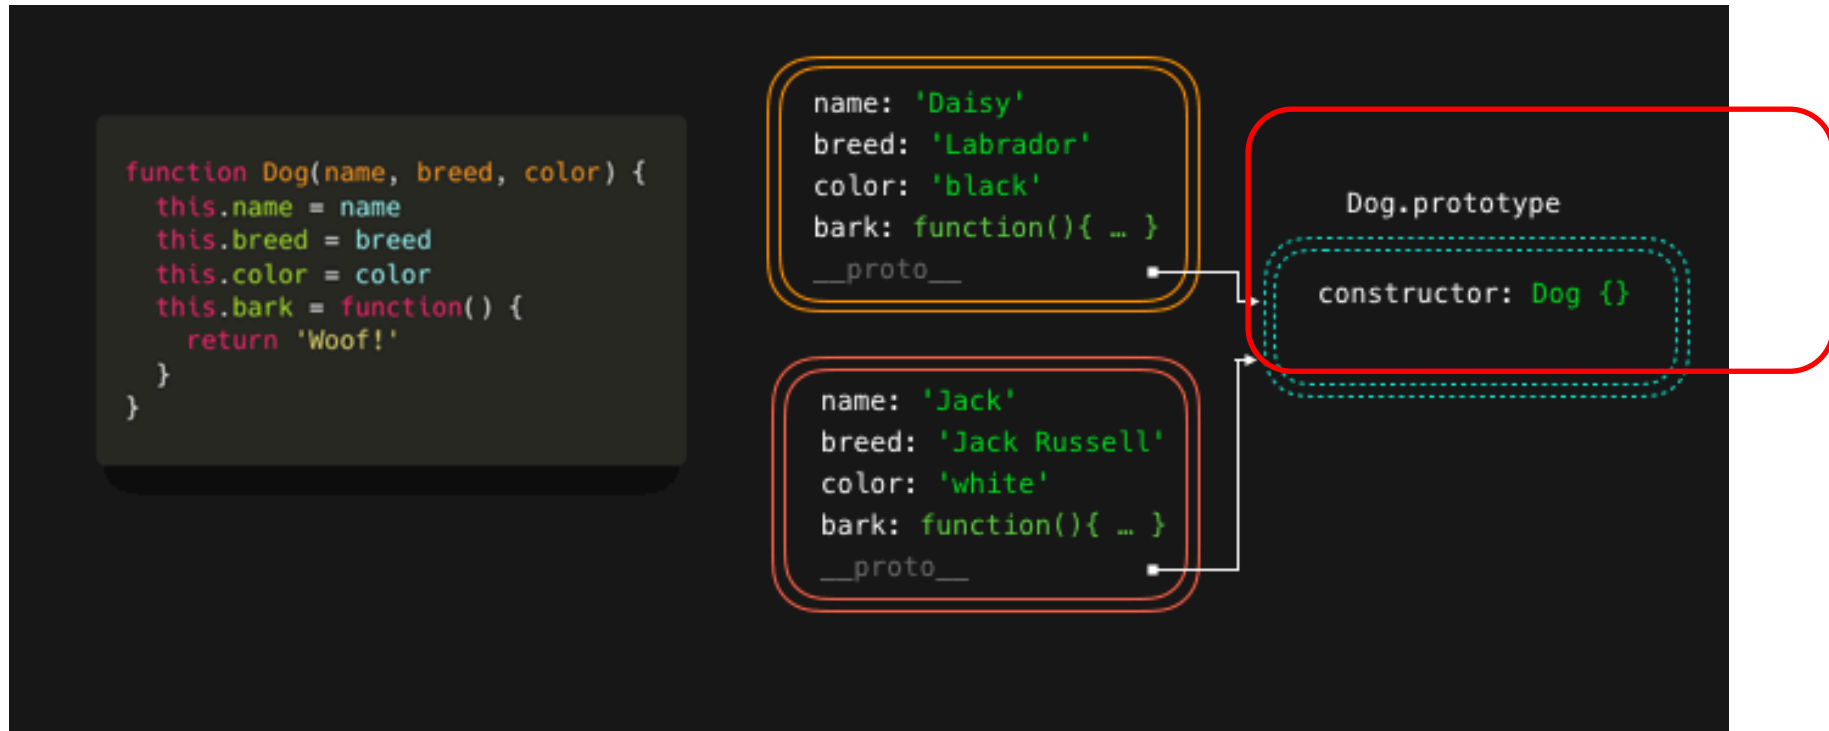 function Dog(name, breed, color) {
this.name = name
this.breed = breed
this.color = color
this.bark = function() {
return 'Woof!'
}
}
name: 'Daisy'
breed: 'Labrador'
color: 'black'
bark: function(){ … }
__proto__
name: 'Jack'
breed: 'Jack Russell'
color: 'white'
bark: function(){ … }
__proto__
Dog.prototype
constructor: Dog {}